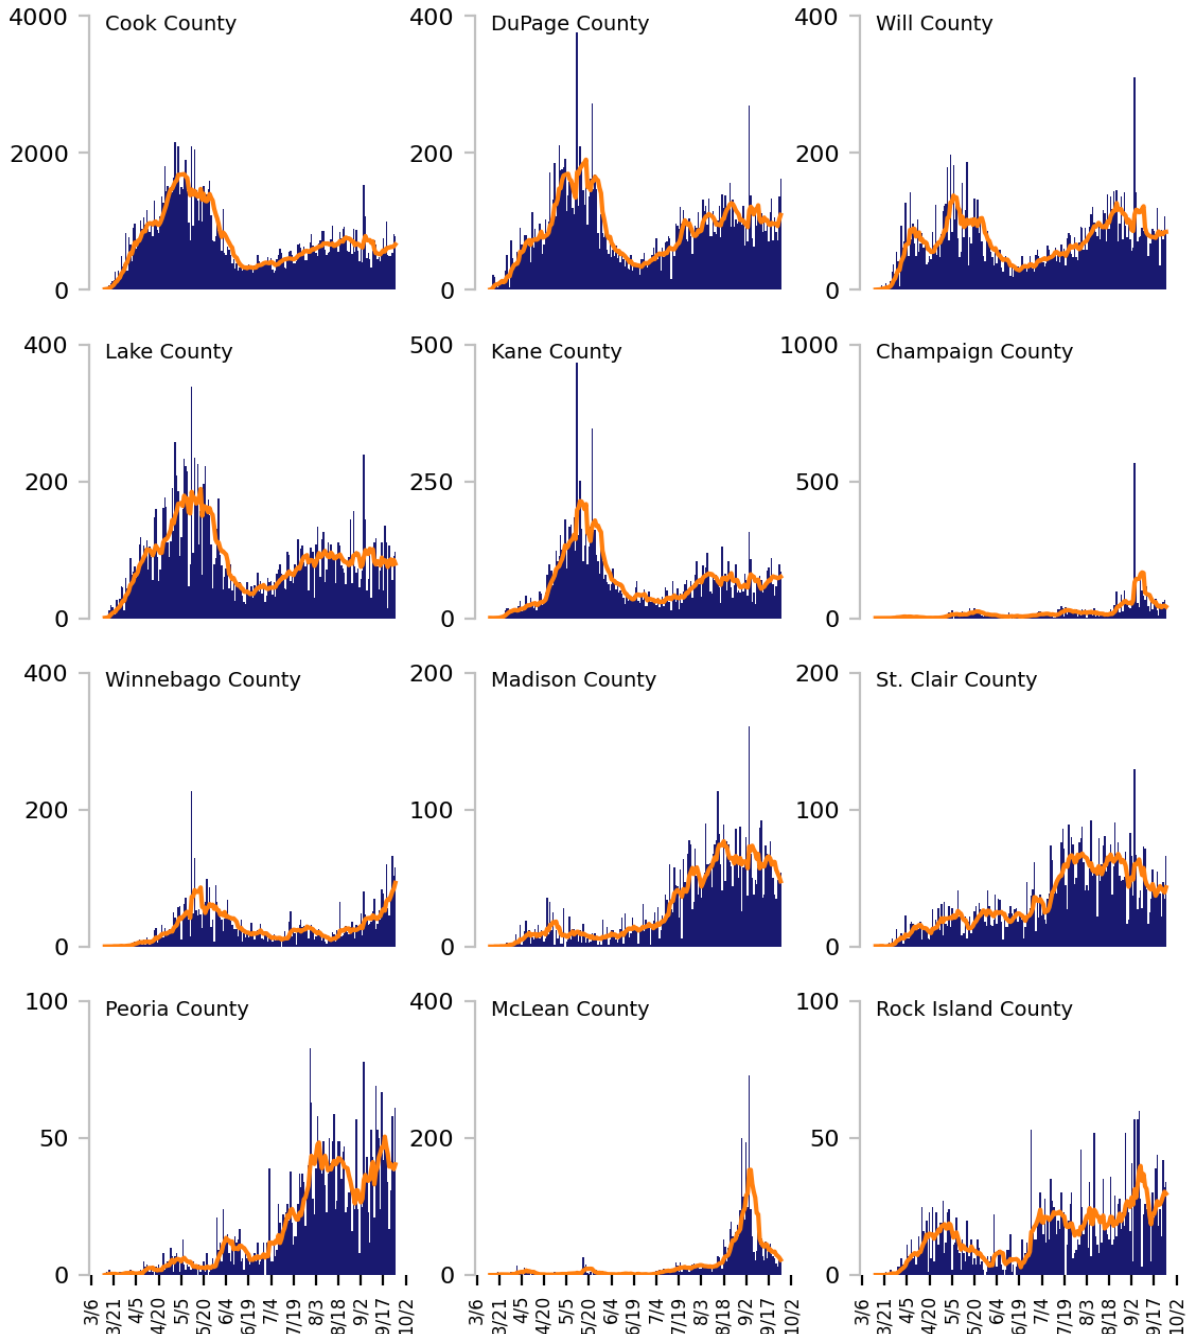 4000 Cook County 400 DuPage County 400 Will County
2000 200 200
0 0 0
400 Lake County 500 Kane County 1000 Champaign County
200 250 500
0 0 0
400 Winnebago County 200 Madison County 200 St. Clair County
200 100 100
0 0 0
100 Peoria County 400 McLean County 100 Rock Island County
50 200 50
0 0 0
3/6 3/21 4/5 4/20 5/5 5/20 6/4 6/19 7/4 7/19 8/3 8/18 9/2 9/17 10/2 3/6 3/21 4/5 4/20 5/5 5/20 6/4 6/19 7/4 7/19 8/3 8/18 9/2 9/17 10/2 3/6 3/21 4/5 4/20 5/5 5/20 6/4 6/19 7/4 7/19 8/3 8/18 9/2 9/17 10/2